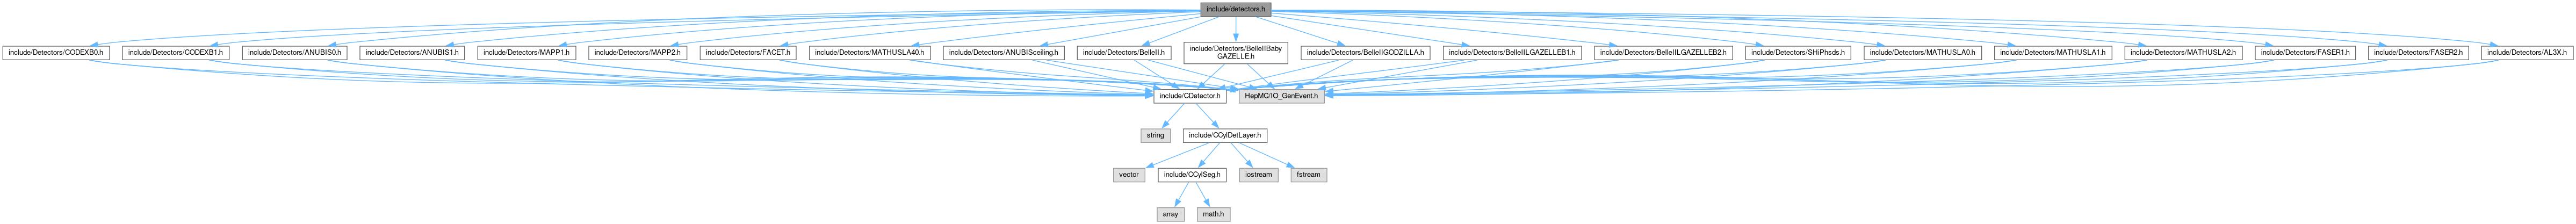 include/detectors.h
include/Detectors/CODEXB0.h
include/Detectors/CODEXB1.h
include/Detectors/ANUBIS0.h
include/Detectors/ANUBIS1.h
include/Detectors/MAPP1.h
include/Detectors/MAPP2.h
include/Detectors/FACET.h
include/Detectors/MATHUSLA40.h
include/Detectors/ANUBISceiling.h
include/Detectors/BelleII.h
include/Detectors/BelleIIBaby
GAZELLE.h
include/Detectors/BelleIIGODZILLA.h
include/Detectors/BelleIILGAZELLEB1.h
include/Detectors/BelleIILGAZELLEB2.h
include/Detectors/SHiPhsds.h
include/Detectors/MATHUSLA0.h
include/Detectors/MATHUSLA1.h
include/Detectors/MATHUSLA2.h
include/Detectors/FASER1.h
include/Detectors/FASER2.h
include/Detectors/AL3X.h
include/CDetector.h
HepMC/IO_GenEvent.h
string
include/CCylDetLayer.h
vector
include/CCylSeg.h
iostream
fstream
array
math.h